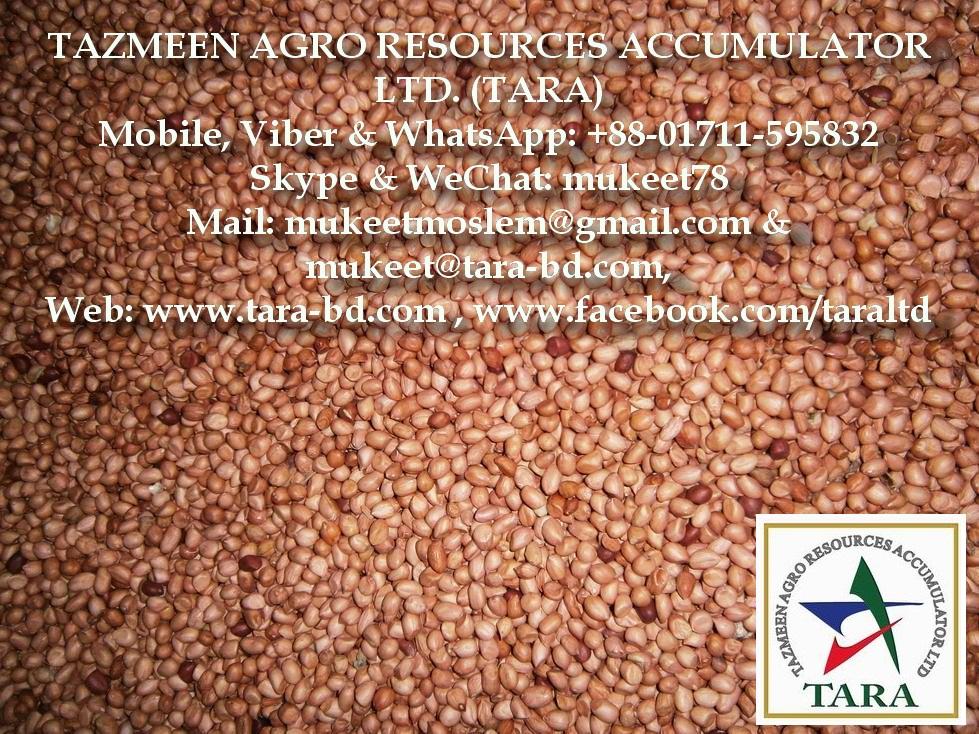 TAZMEEN AGRO RESOURCES ACCUMULATOR
LTD. (TARA)
Mobile, Viber & WhatsApp: +88-01711-595832
Skype & WeChat: mukeet78
Mail: mukeetmoslem@gmail.com &
mukeet@tara-bd.com,
Web: www.tara-bd.com , www.facebook.com/taraltd
TAZMEEN AGRO RESOURCES ACCUMULATOR LTD
TARA